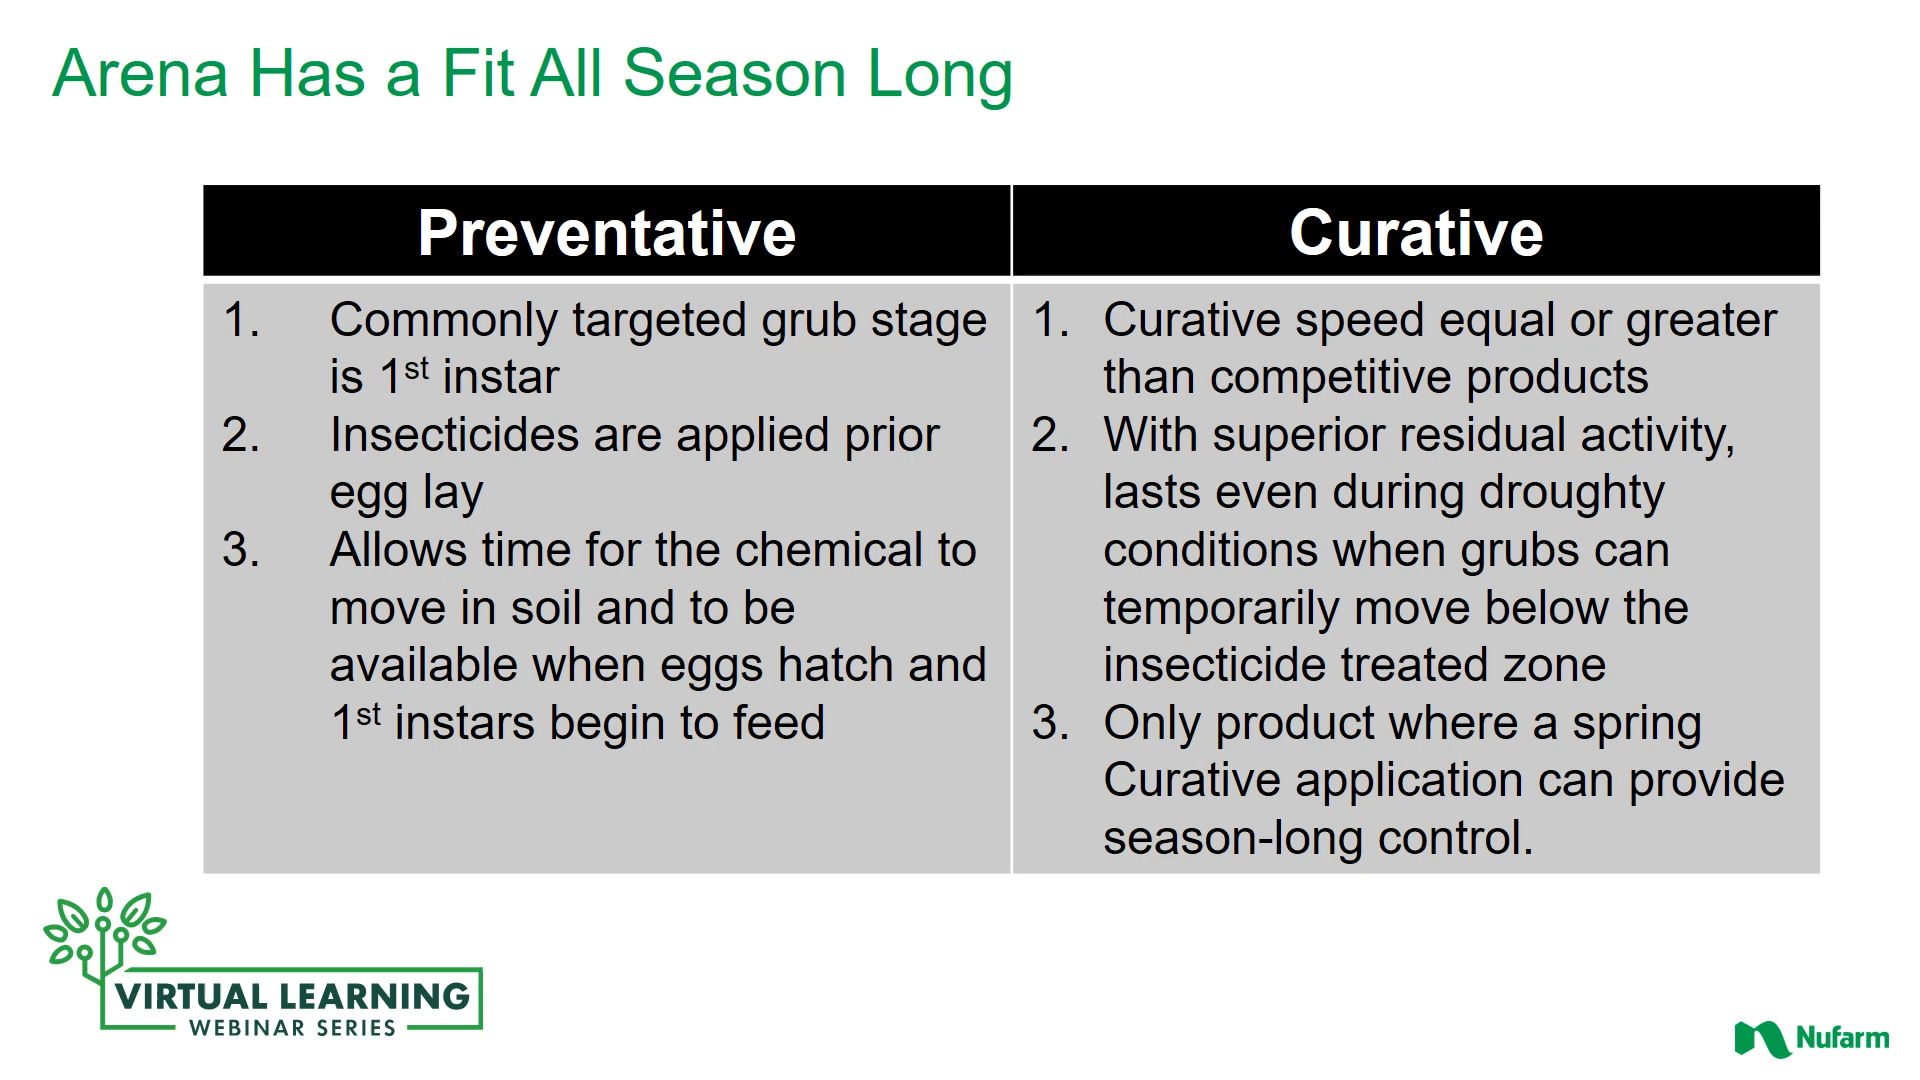 Arena Has a Fit All Season Long
Preventative
1. Commonly targeted grub stage
is 1st instar
2. Insecticides are applied prior
egg lay
3. Allows time for the chemical to
move in soil and to be
available when eggs hatch and
1st instars begin to feed
Curative
1. Curative speed equal or greater
than competitive products
2. With superior residual activity,
lasts even during droughty
conditions when grubs can
temporarily move below the
insecticide treated zone
3. Only product where a spring
Curative application can provide
season-long control.
VIRTUAL LEARNING
WEBINAR SERIES
Nufarm